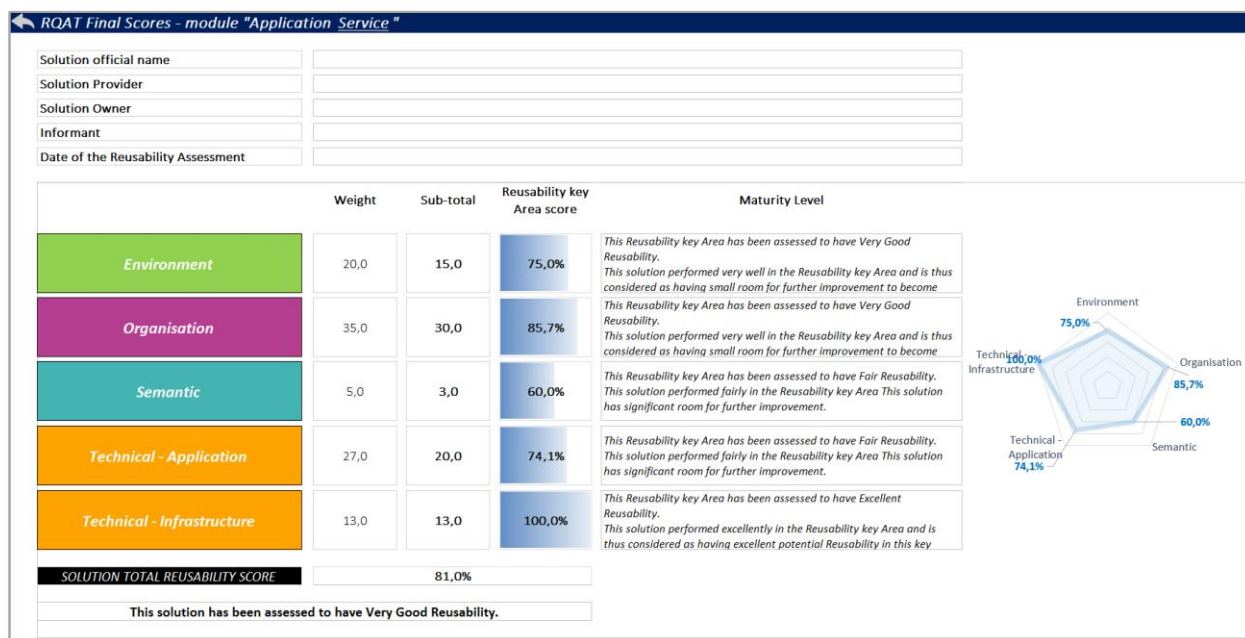 RQAT Final Scores - module "Application Service "
Solution official name
Solution Provider
Solution Owner
Informant
Date of the Reusability Assessment
Weight
Sub-total
Reusability key
Area score
Maturity Level
Environment
20,0
15,0
75,0%
This Reusability key Area has been assessed to have Very Good
Reusability.
This solution performed very well in the Reusability key Area and is thus
considered as having small room for further improvement to become
Organisation
35,0
30,0
85,7%
This Reusability key Area has been assessed to have Very Good
Reusability.
This solution performed very well in the Reusability key Area and is thus
considered as having small room for further improvement to become
Semantic
5,0
3,0
60,0%
This Reusability key Area has been assessed to have Fair Reusability.
This solution performed fairly in the Reusability key Area This solution
has significant room for further improvement.
Technical - Application
27,0
20,0
74,1%
This Reusability key Area has been assessed to have Fair Reusability.
This solution performed fairly in the Reusability key Area This solution
has significant room for further improvement.
Technical - Infrastructure
13,0
13,0
100,0%
This Reusability key Area has been assessed to have Excellent
Reusability.
This solution performed excellently in the Reusability key Area and is
thus considered as having excellent potential Reusability in this key
SOLUTION TOTAL REUSABILITY SCORE
81,0%
This solution has been assessed to have Very Good Reusability.
Environment
75,0%
Organisation
85,7%
60,0%
Semantic
Technical -
Application
74,1%
Technical -
Infrastructure
100,0%